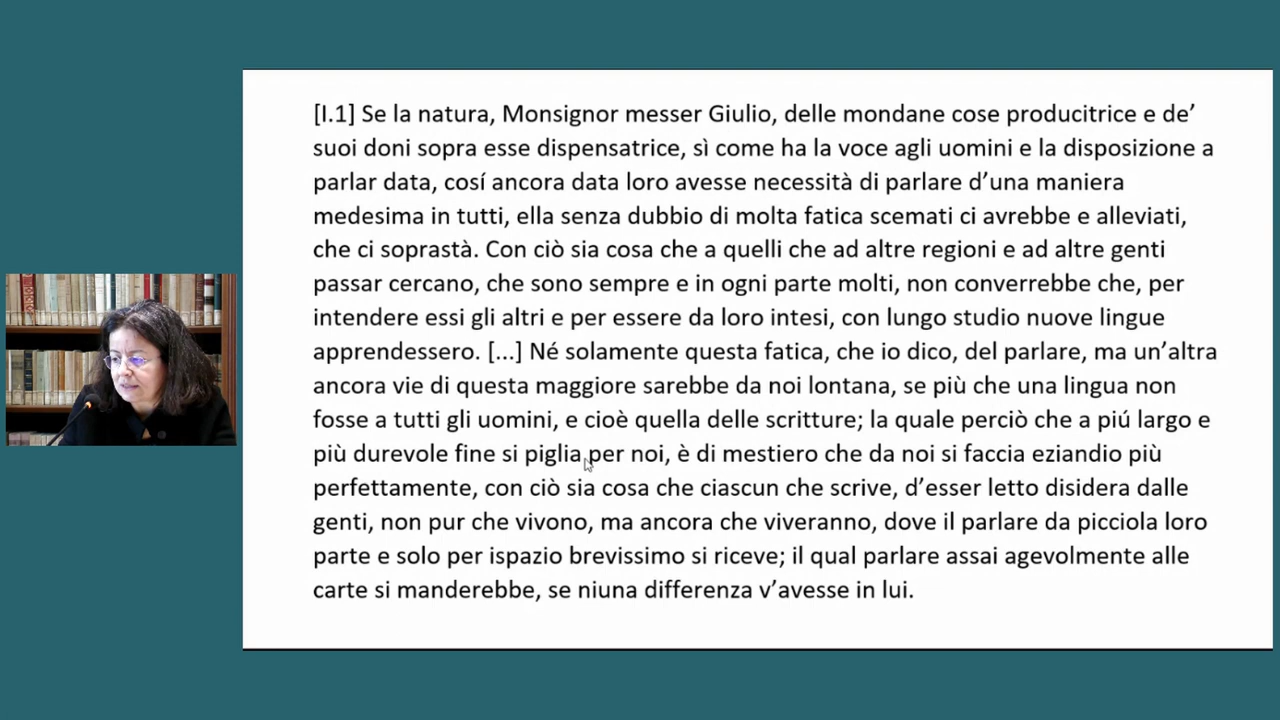 [I.1] Se la natura, Monsignor messer Giulio, delle mondane cose producitrice e de’
suoi doni sopra esse dispensatrice, sì come ha la voce agli uomini e la disposizione a
parlar data, cosí ancora data loro avesse necessità di parlare d’una maniera
medesima in tutti, ella senza dubbio di molta fatica scemati ci avrebbe e alleviati,
che ci soprastà. Con ciò sia cosa che a quelli che ad altre regioni e ad altre genti
passar cercano, che sono sempre e in ogni parte molti, non converrebbe che, per
intendere essi gli altri e per essere da loro intesi, con lungo studio nuove lingue
apprendessero. [...] Né solamente questa fatica, che io dico, del parlare, ma un’altra
ancora vie di questa maggiore sarebbe da noi lontana, se più che una lingua non
fosse a tutti gli uomini, e cioè quella delle scritture; la quale perciò che a piú largo e
più durevole fine si piglia per noi, è di mestiero che da noi si faccia eziandio più
perfettamente, con ciò sia cosa che ciascun che scrive, d’esser letto disidera dalle
genti, non pur che vivono, ma ancora che viveranno, dove il parlare da picciola loro
parte e solo per ispazio brevissimo si riceve; il qual parlare assai agevolmente alle
carte si manderebbe, se niuna differenza v’avesse in lui.